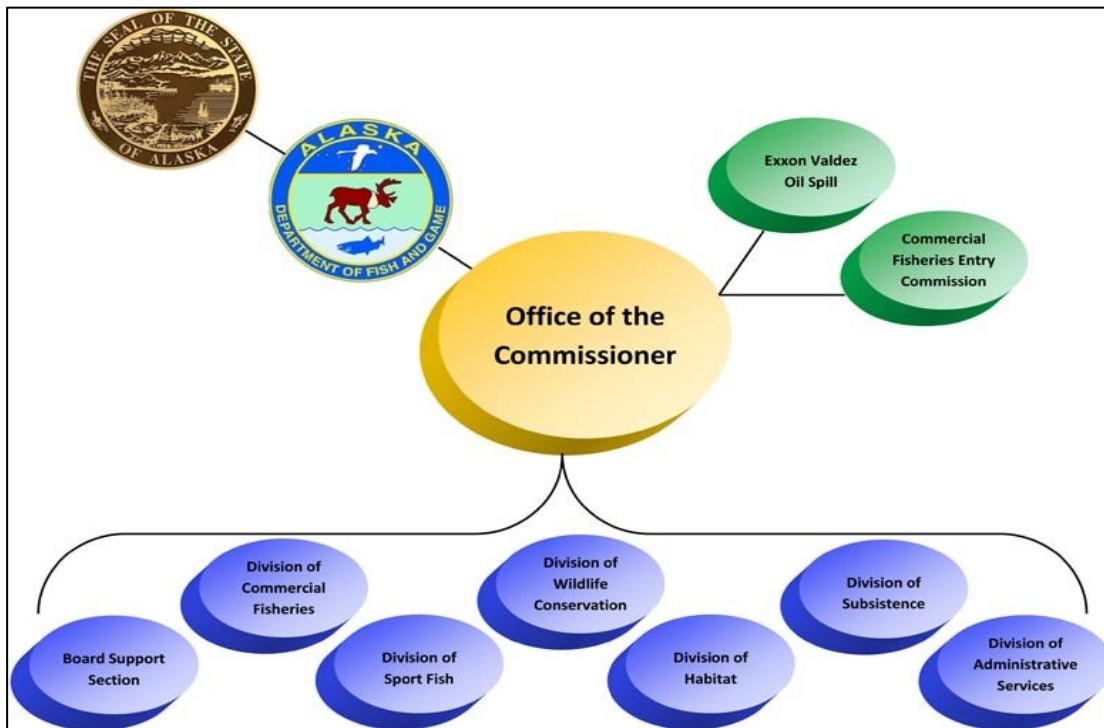 THE SEAL OF THE STATE
OF ALASKA
ALASKA
DEPARTMENT OF FISH AND GAME
Exxon Valdez
Oil Spill
Commercial
Fisheries Entry
Commission
Office of the
Commissioner
Division of
Commercial
Fisheries
Division of
Wildlife
Conservation
Division of
Subsistence
Board Support
Section
Division of
Sport Fish
Division of
Habitat
Division of
Administrative
Services